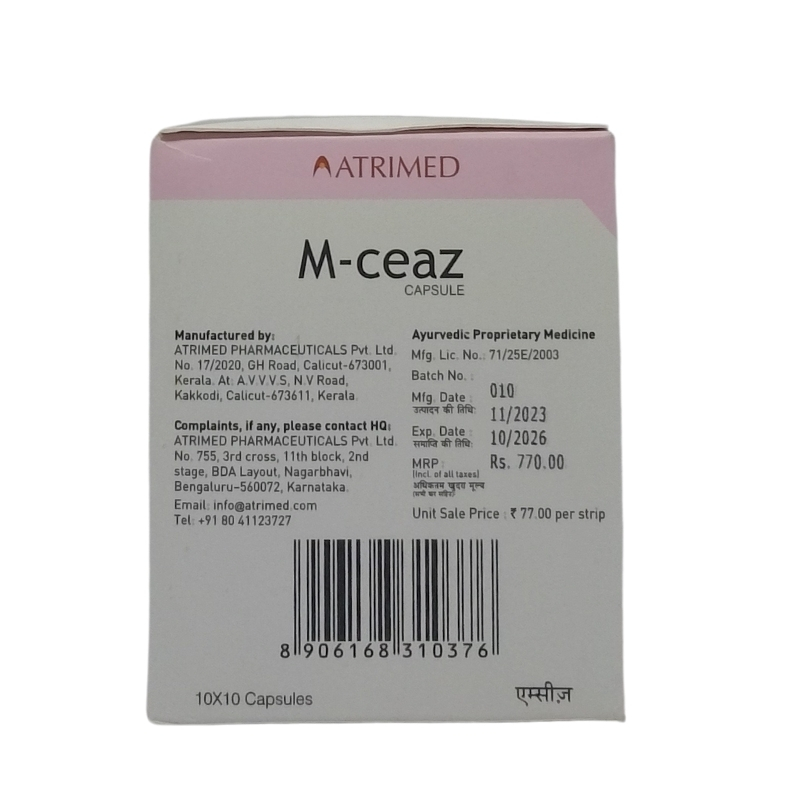 ATRIMED
M-ceaz
CAPSULE
Manufactured by:
ATRIMED PHARMACEUTICALS Pvt. Ltd.
No. 17/2020, GH Road, Calicut-673001,
Kerala. At: A.V.V.V.S, N.V Road,
Kakkodi, Calicut-673611, Kerala.
Complaints, if any, please contact HQ:
ATRIMED PHARMACEUTICALS Pvt. Ltd.
No. 755, 3rd cross, 11th block, 2nd
stage, BDA Layout, Nagarbhavi,
Bengaluru-560072, Karnataka.
Email: info@atrimed.com
Tel: +91 80 41123727
Ayurvedic Proprietary Medicine
Mfg. Lic. No.: 71/25E/2003
Batch No. : 010
Mfg. Date : 11/2023
उत्पादन की तिथि:
Exp. Date : 10/2026
समाप्ति की तिथि:
MRP : Rs. 770.00
(Incl. of all taxes)
अधिकतम खुदरा मूल्य
Unit Sale Price : ₹ 77.00 per strip
8 906168 310376
10X10 Capsules
एम्सीज़